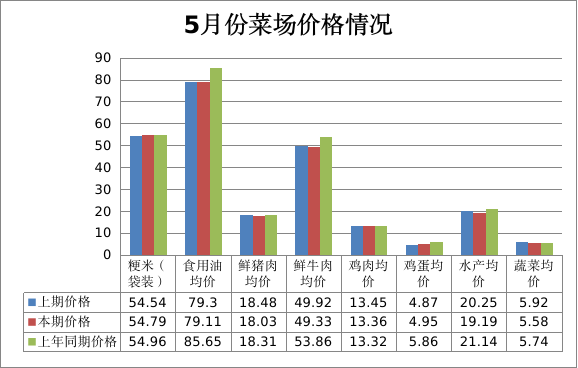 5月份菜场价格情况
90
80
70
60
50
40
30
20
10
0
粳米（袋装） 食用油均价 鲜猪肉均价 鲜牛肉均价 鸡肉均价 鸡蛋均价 水产均价 蔬菜均价
上期价格 54.54 79.3 18.48 49.92 13.45 4.87 20.25 5.92
本期价格 54.79 79.11 18.03 49.33 13.36 4.95 19.19 5.58
上年同期价格 54.96 85.65 18.31 53.86 13.32 5.86 21.14 5.74